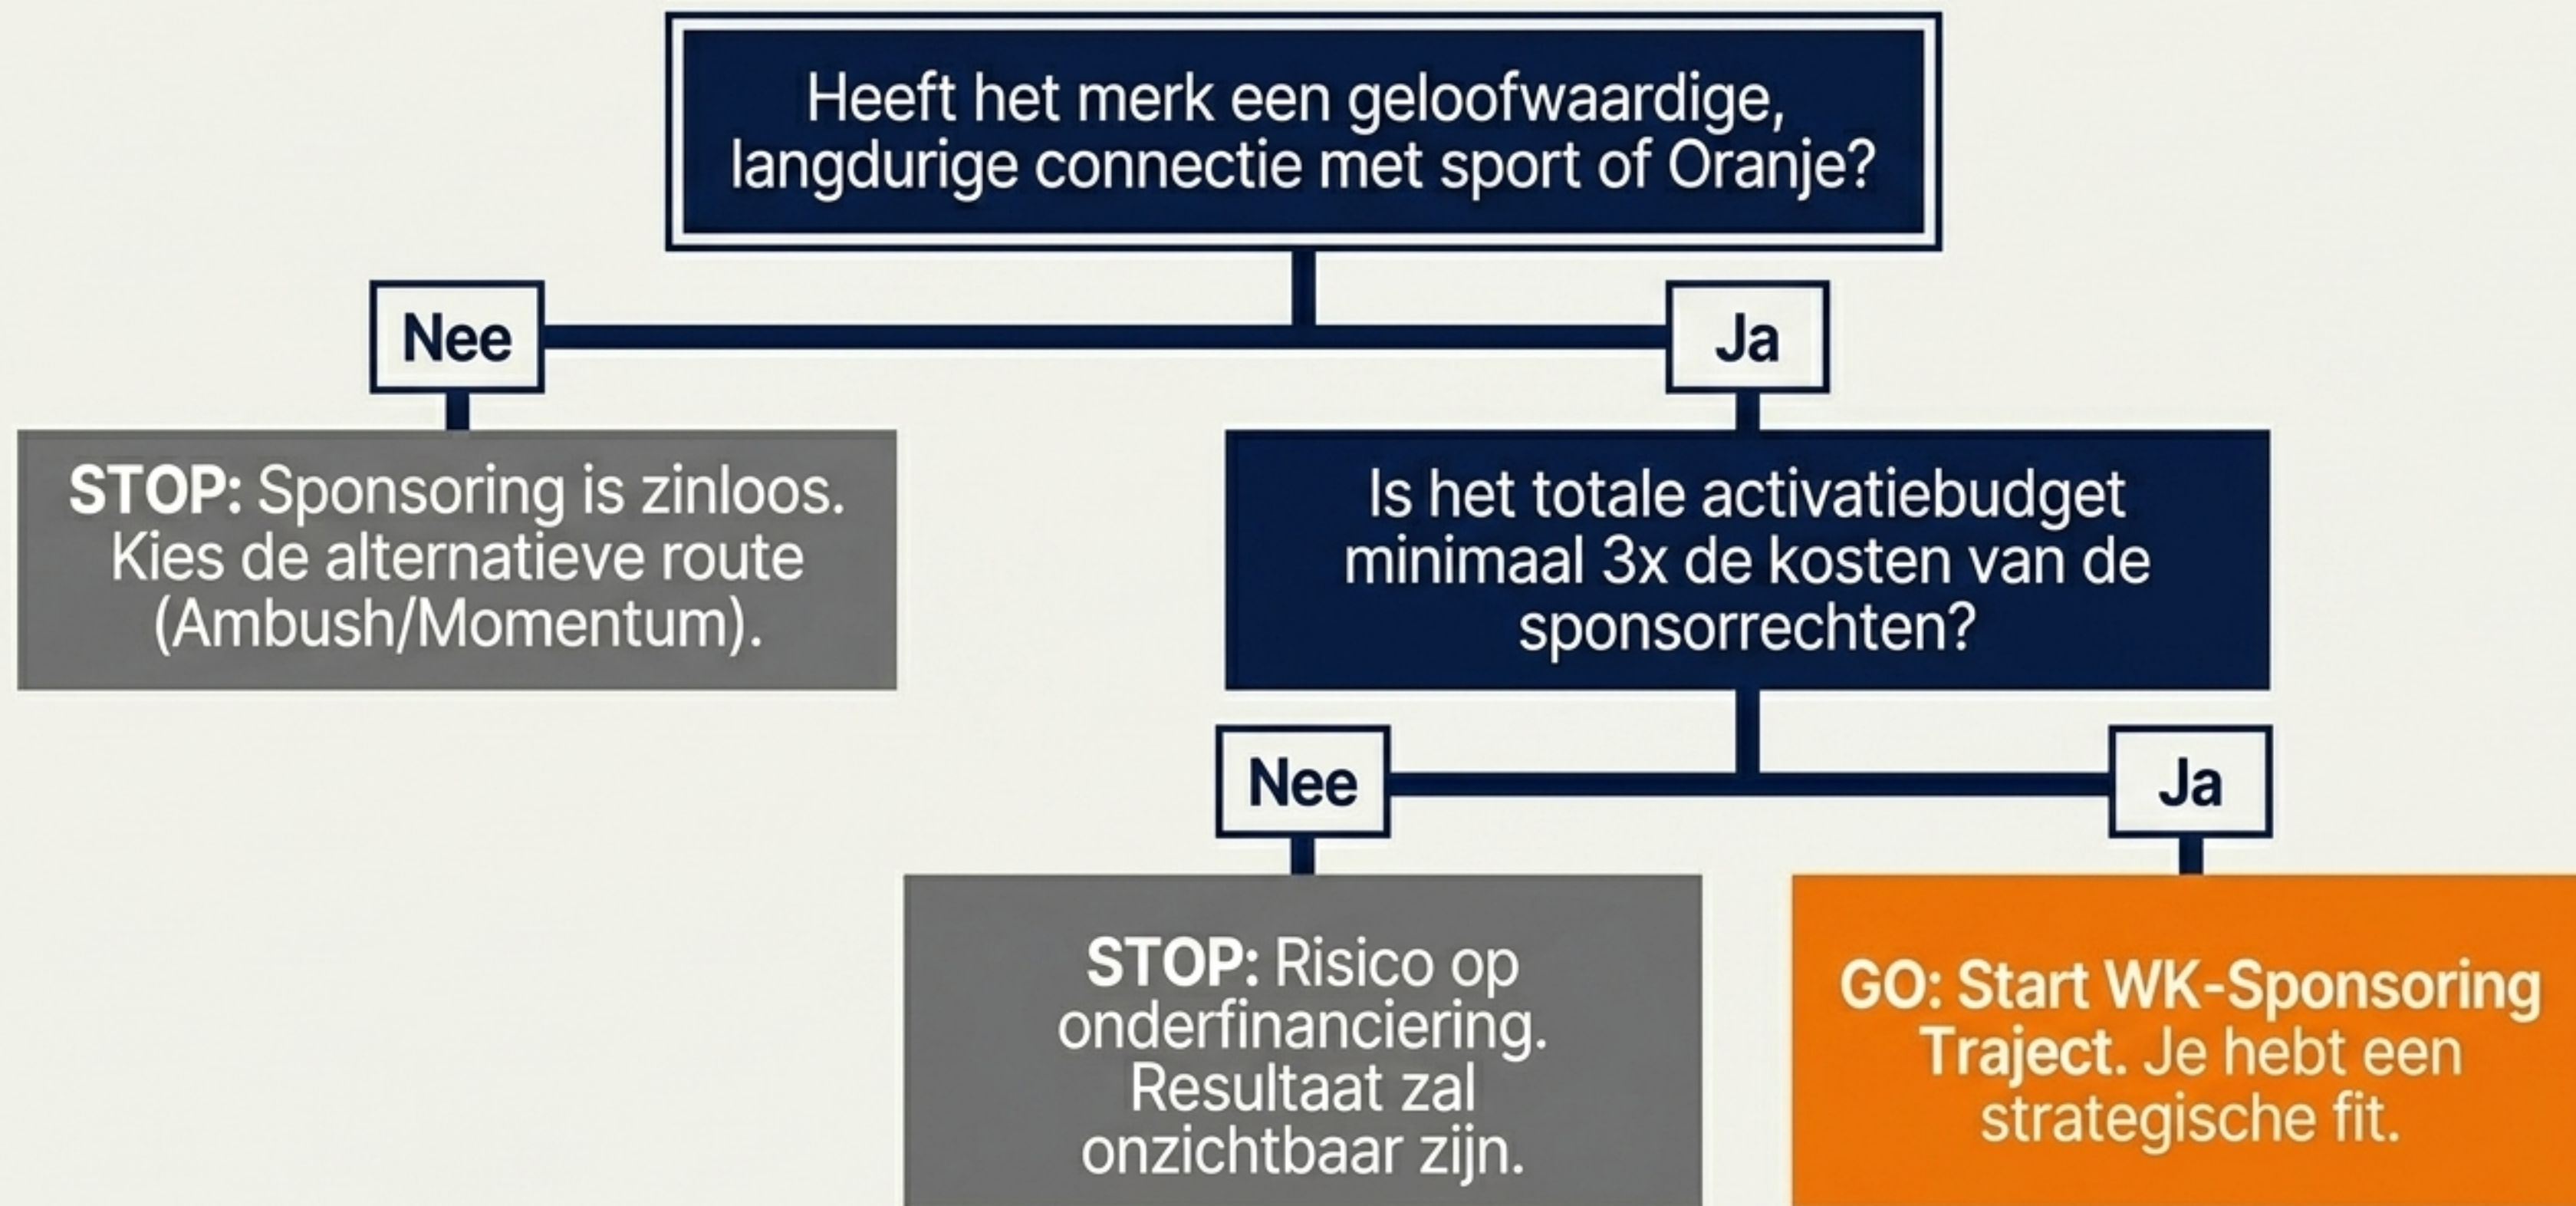 Heeft het merk een geloofwaardige,
langdurige connectie met sport of Oranje?
Nee
Ja
STOP: Sponsoring is zinloos.
Kies de alternatieve route
(Ambush/Momentum).
Is het totale activatiebudget
minimaal 3x de kosten van de
sponsorrechten?
Nee
Ja
STOP: Risico op
onderfinanciering.
Resultaat zal
onzichtbaar zijn.
GO: Start WK-Sponsoring
Traject. Je hebt een
strategische fit.